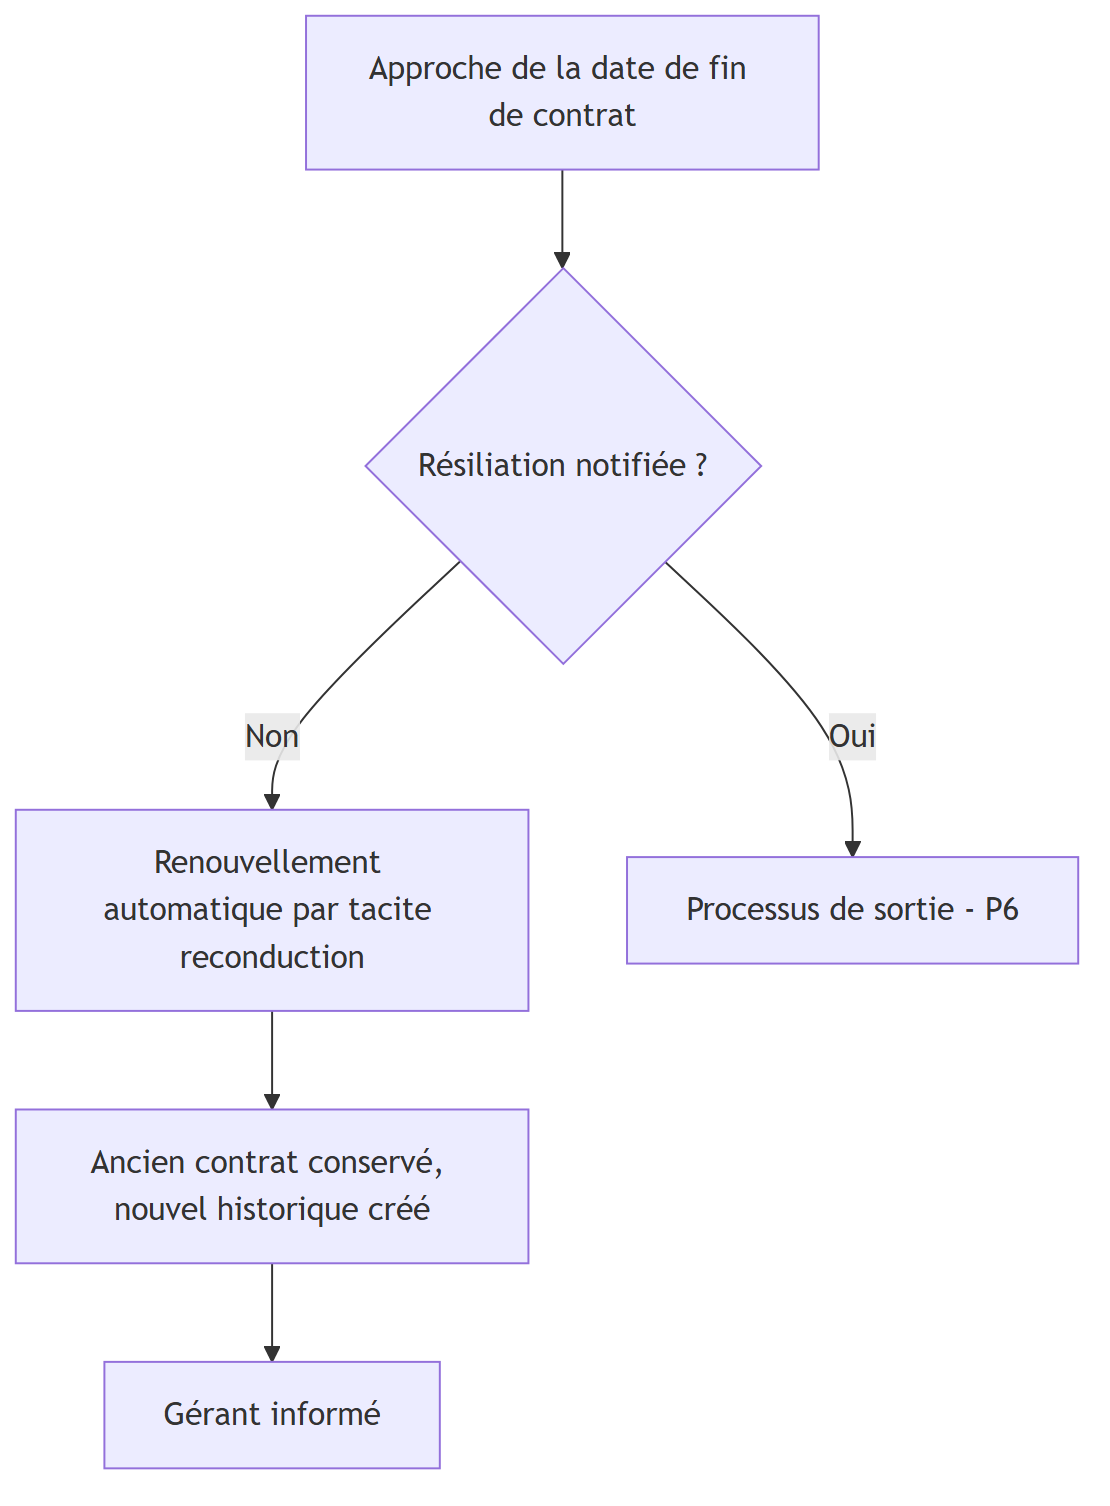 Approche de la date de fin
de contrat
Résiliation notifiée ?
Non
Oui
Renouvellement
automatique par tacite
reconduction
Processus de sortie - P6
Ancien contrat conservé,
nouvel historique créé
Gérant informé